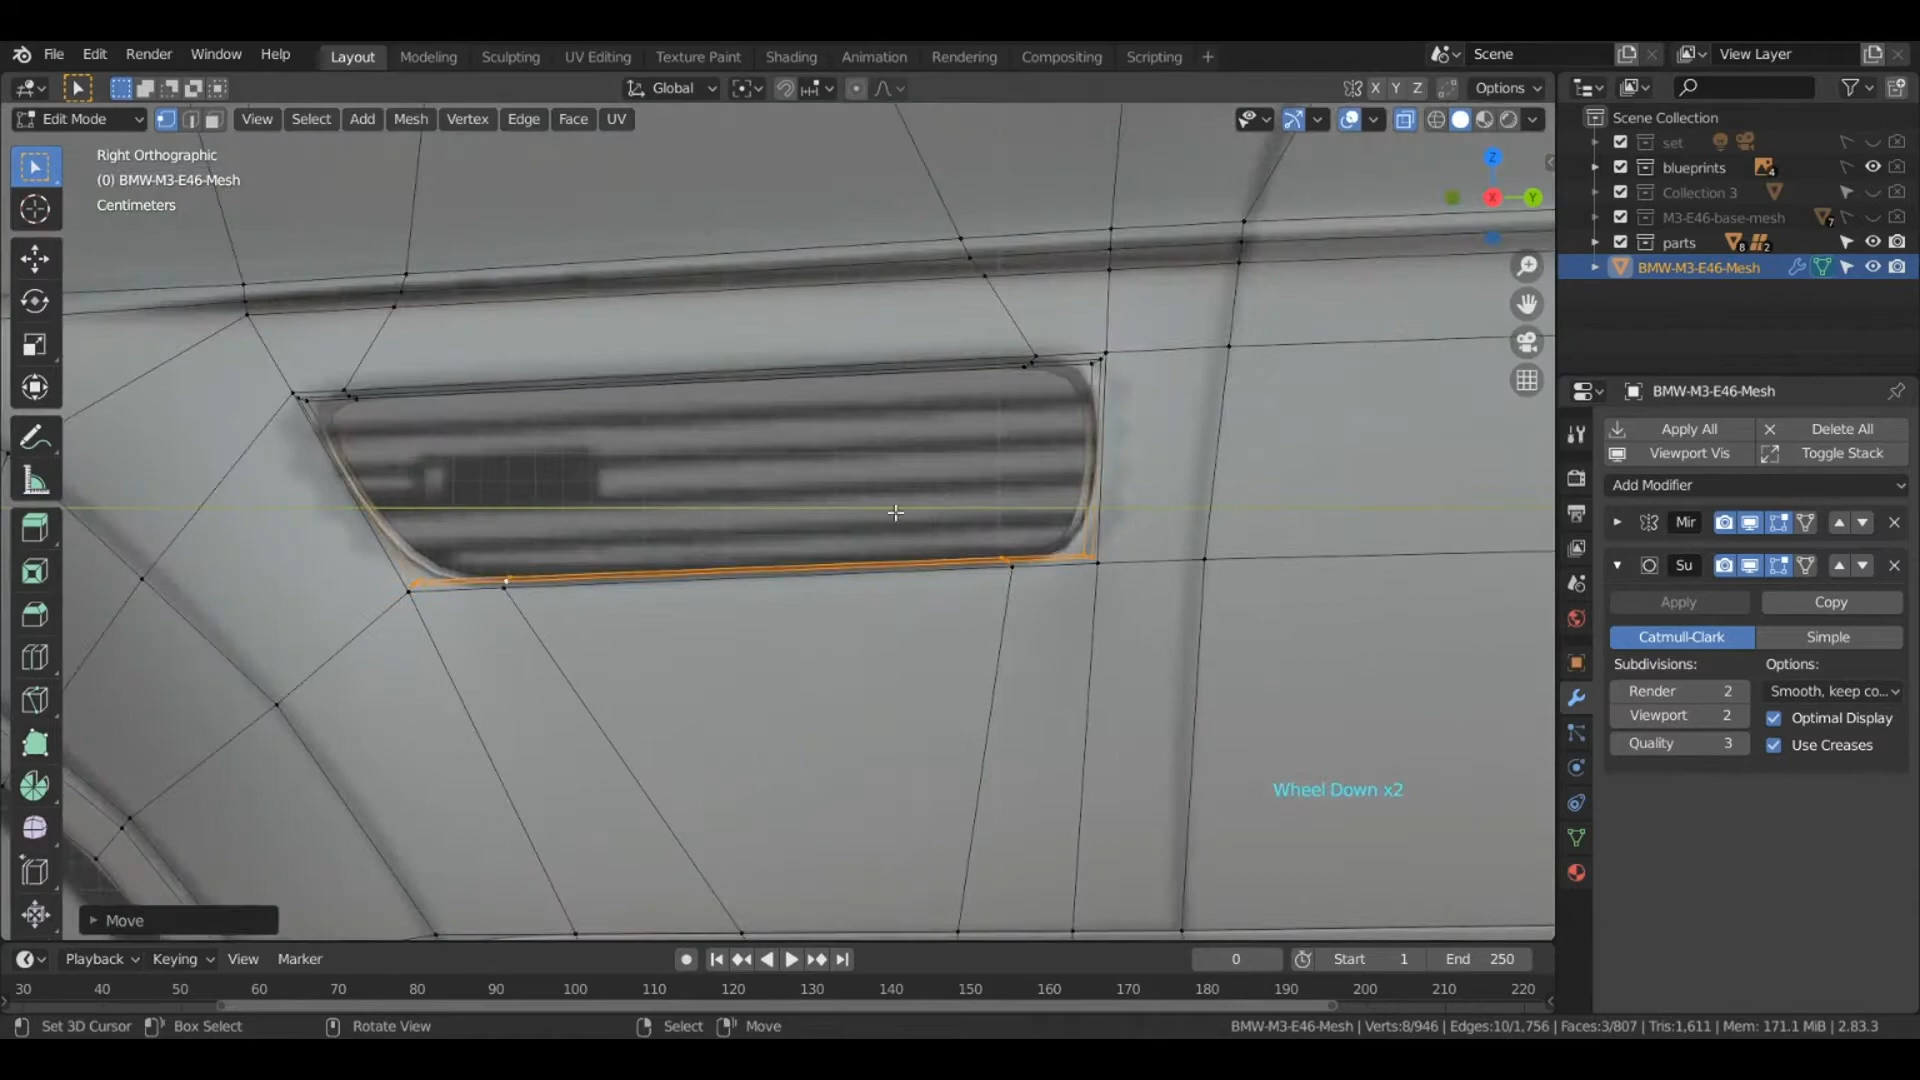 File Edit Render Window Help Layout Modeling Sculpting UV Editing Texture Paint Shading Animation Rendering Compositing Scripting + Scene View Layer
Global X Y Z Options
Edit Mode View Select Add Mesh Vertex Edge Face UV
Right Orthographic
(0) BMW-M3-E46-Mesh
Centimeters
Z
X
Y
Scene Collection
set
blueprints 4
Collection 3
M3-E46-base-mesh 7
parts 8 2
BMW-M3-E46-Mesh
BMW-M3-E46-Mesh
Apply All Delete All
Viewport Vis Toggle Stack
Add Modifier
Mir
Su
Apply Copy
Catmull-Clark Simple
Subdivisions: Options:
Render 2 Smooth, keep co...
Viewport 2 Optimal Display
Quality 3 Use Creases
Wheel Down x2
Move
Playback Keying View Marker 0 Start 1 End 250
30 40 50 60 70 80 90 100 110 120 130 140 150 160 170 180 190 200 210 220
Set 3D Cursor Box Select Rotate View Select Move BMW-M3-E46-Mesh | Verts:8/946 | Edges:10/1,756 | Faces:3/807 | Tris:1,611 | Mem: 171.1 MiB | 2.83.3